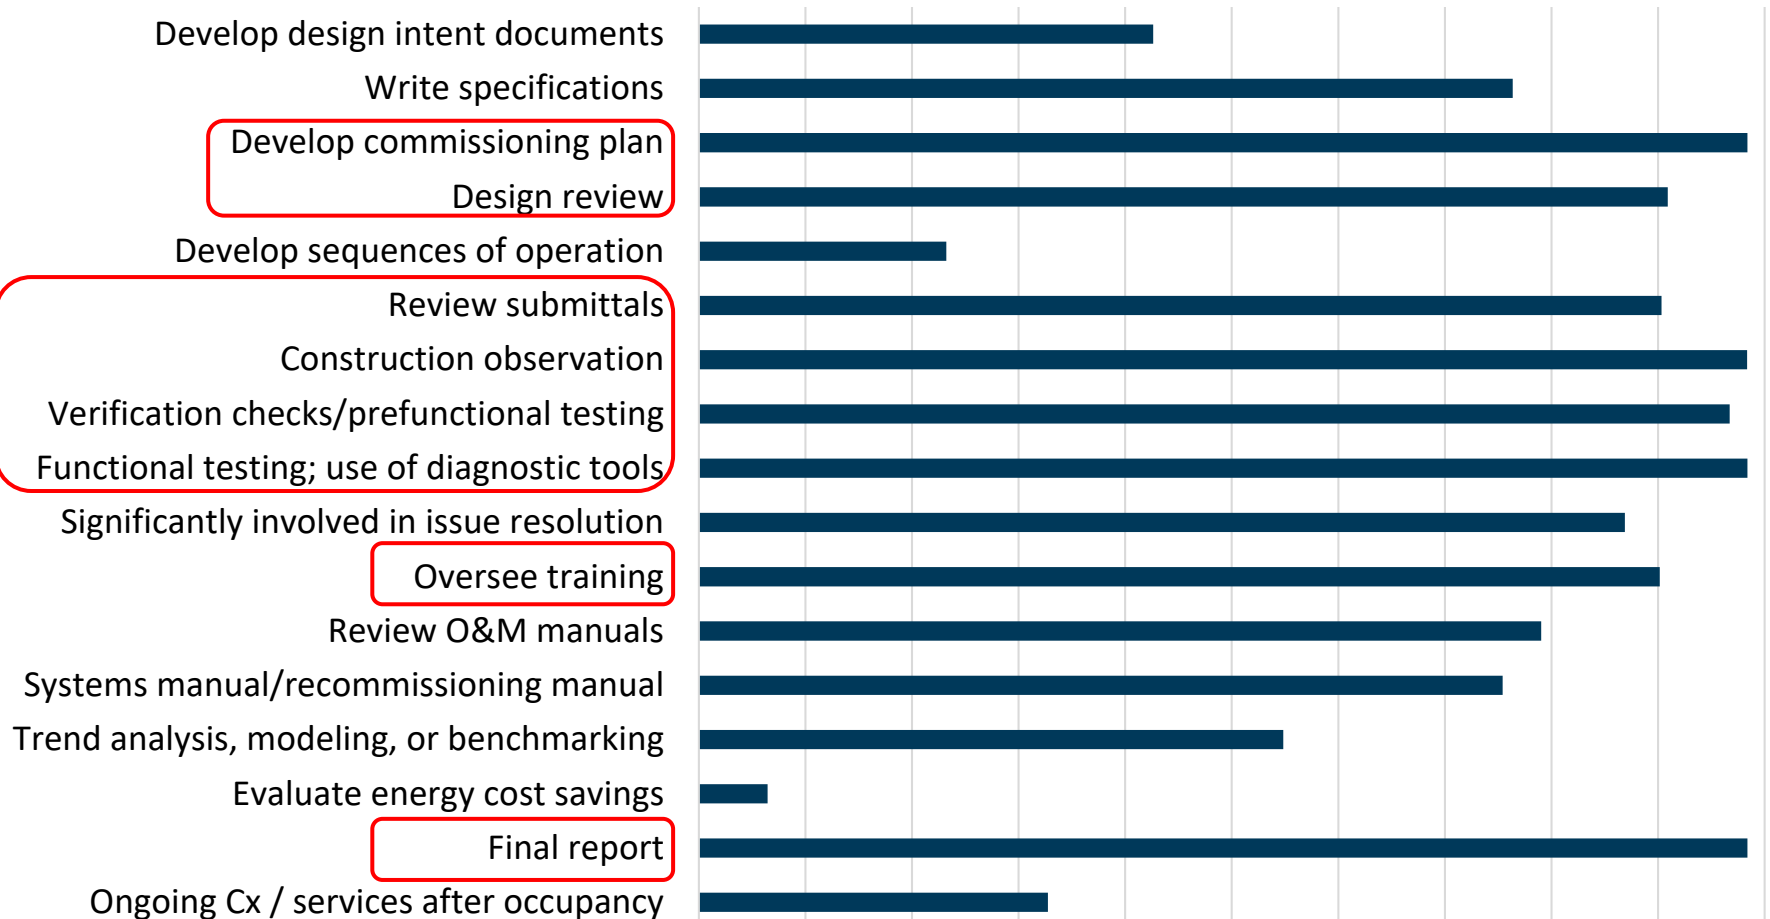 Develop design intent documents
Write specifications
Develop commissioning plan
Design review
Develop sequences of operation
Review submittals
Construction observation
Verification checks/prefunctional testing
Functional testing; use of diagnostic tools
Significantly involved in issue resolution
Oversee training
Review O&M manuals
Systems manual/recommissioning manual
Trend analysis, modeling, or benchmarking
Evaluate energy cost savings
Final report
Ongoing Cx / services after occupancy